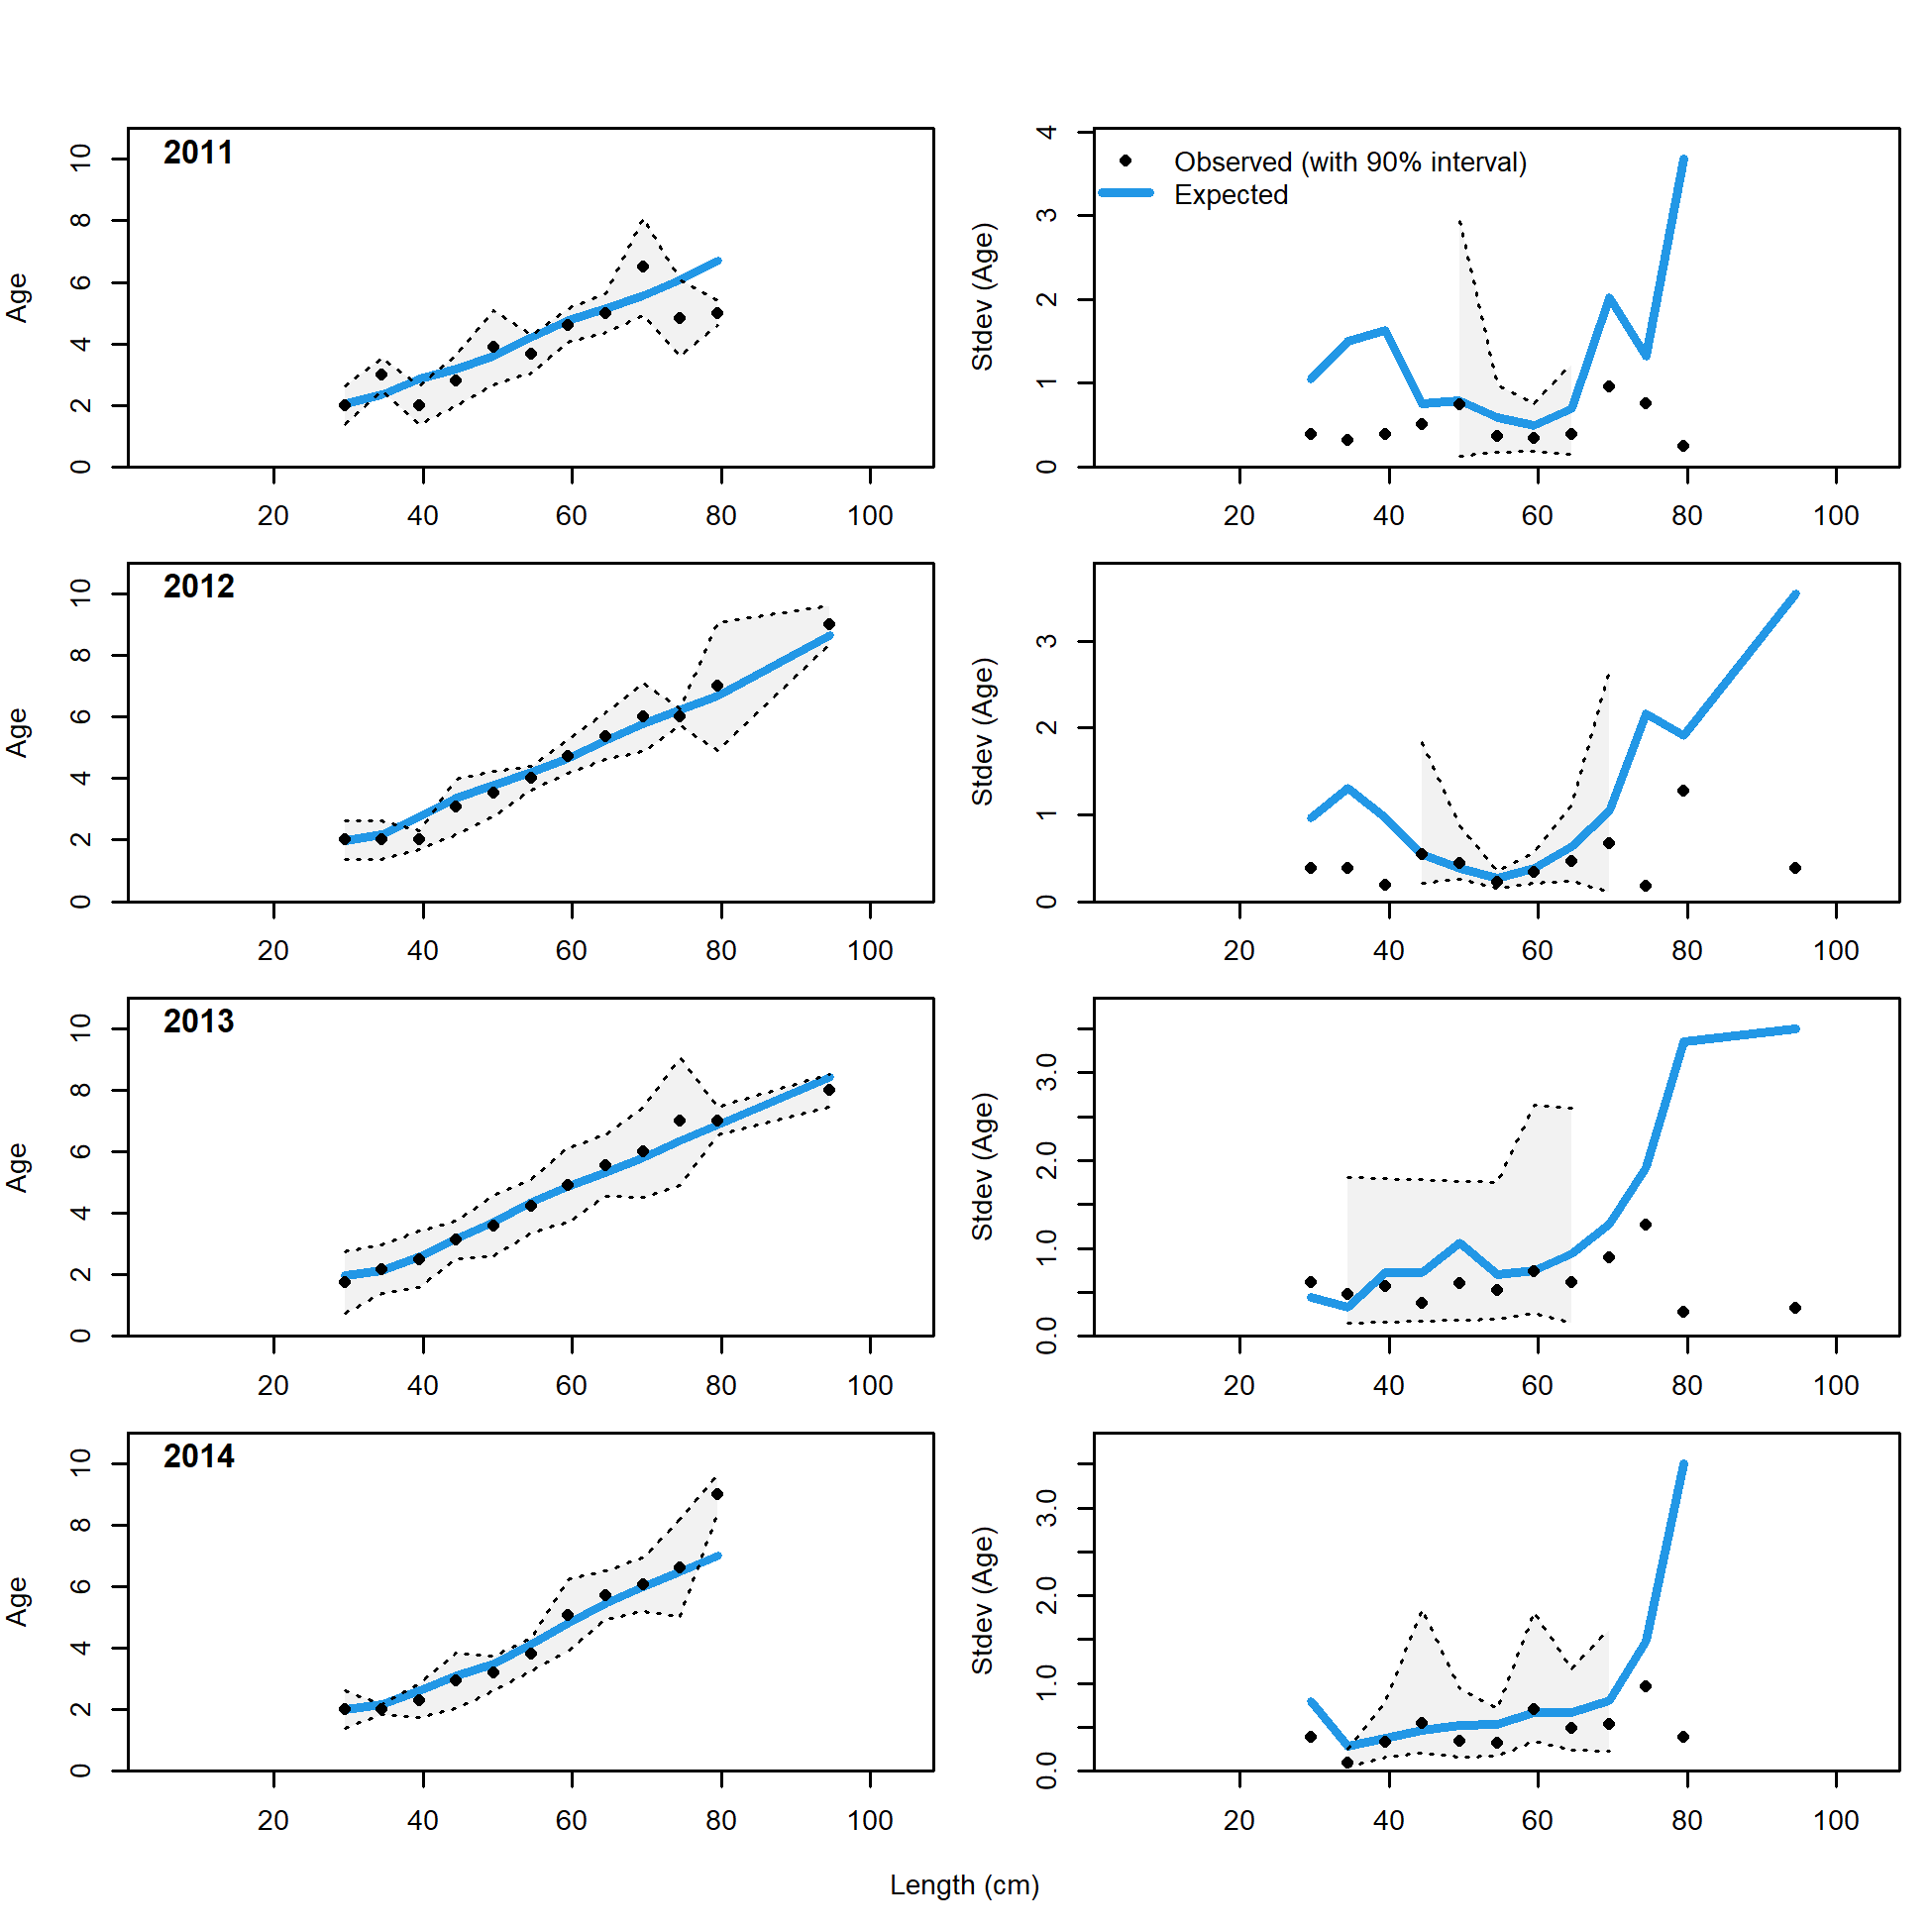 2011
Age
0 2 4 6 8 10
20 40 60 80 100
Observed (with 90% interval)
Expected
Stdev (Age)
0 1 2 3 4
20 40 60 80 100
2012
Age
0 2 4 6 8 10
20 40 60 80 100
Stdev (Age)
0 1 2 3
20 40 60 80 100
2013
Age
0 2 4 6 8 10
20 40 60 80 100
Stdev (Age)
0.0 1.0 2.0 3.0
20 40 60 80 100
2014
Age
0 2 4 6 8 10
20 40 60 80 100
Stdev (Age)
0.0 1.0 2.0 3.0
20 40 60 80 100
Length (cm)